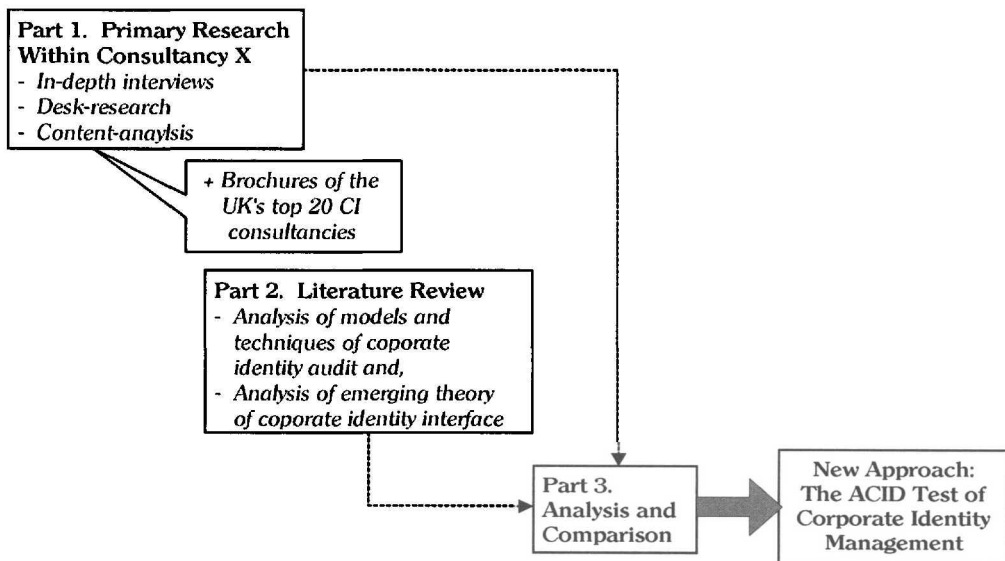 Part 1. Primary Research
Within Consultancy X
- In-depth interviews
- Desk-research
- Content-anaylsis
+ Brochures of the
UK's top 20 CI
consultancies
Part 2. Literature Review
- Analysis of models and
techniques of coporate
identity audit and,
- Analysis of emerging theory
of coporate identity interface
Part 3.
Analysis and
Comparison
New Approach:
The ACID Test of
Corporate Identity
Management